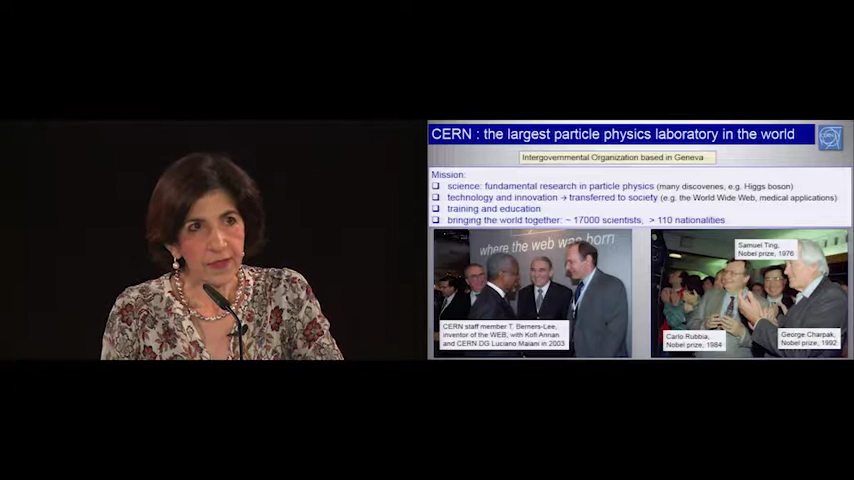 CERN : the largest particle physics laboratory in the world
CERN
Intergovernmental Organization based in Geneva
Mission:
science: fundamental research in particle physics (many discoveries, e.g. Higgs boson)
technology and innovation → transferred to society (e.g. the World Wide Web, medical applications)
training and education
bringing the world together: ~ 17000 scientists, > 110 nationalities
where the web was born
CERN staff member T. Berners-Lee,
inventor of the WEB, with Kofi Annan
and CERN DG Luciano Maiani in 2003
Samuel Ting,
Nobel prize, 1976
Carlo Rubbia,
Nobel prize, 1984
George Charpak,
Nobel prize, 1992